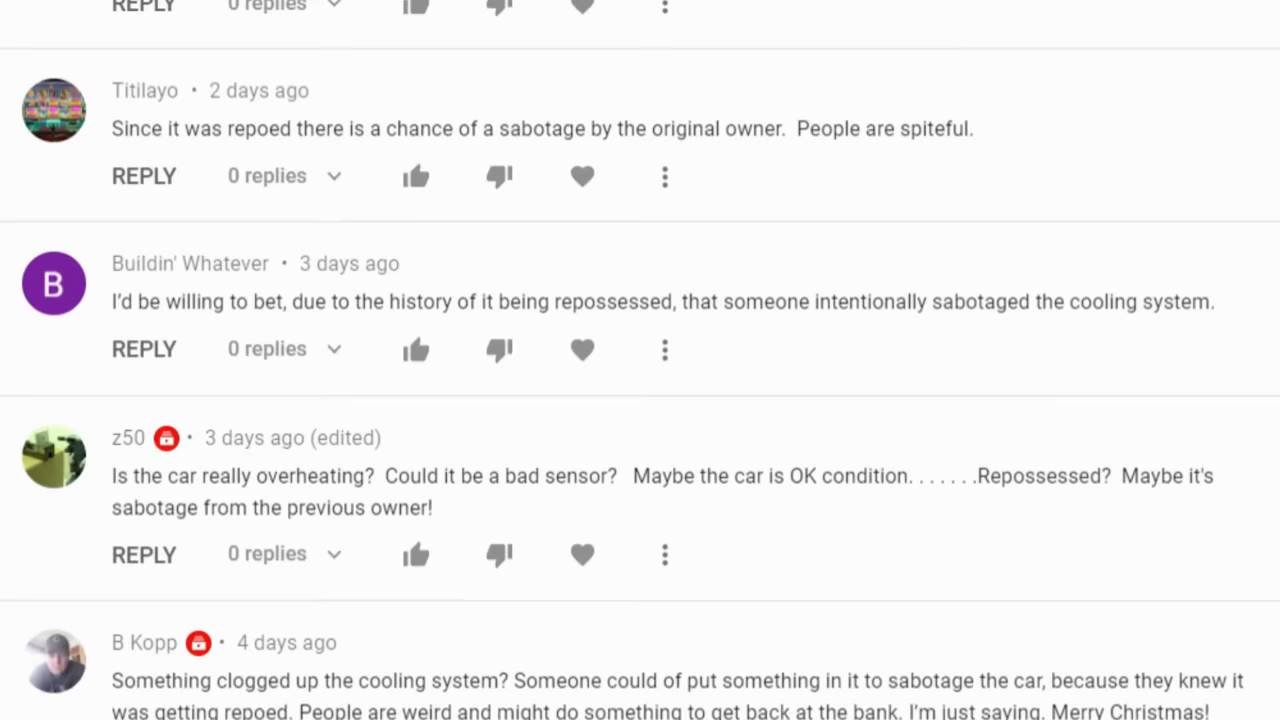 REPLY 0 replies
Titilayo • 2 days ago
Since it was repoed there is a chance of a sabotage by the original owner.  People are spiteful.
REPLY 0 replies
B
Buildin' Whatever • 3 days ago
I'd be willing to bet, due to the history of it being repossessed, that someone intentionally sabotaged the cooling system.
REPLY 0 replies
z50 • 3 days ago (edited)
Is the car really overheating?  Could it be a bad sensor?   Maybe the car is OK condition. . . . . . .Repossessed?  Maybe it's
sabotage from the previous owner!
REPLY 0 replies
B Kopp • 4 days ago
Something clogged up the cooling system? Someone could of put something in it to sabotage the car, because they knew it
was getting repoed. People are weird and might do something to get back at the bank. I'm just saying. Merry Christmas!